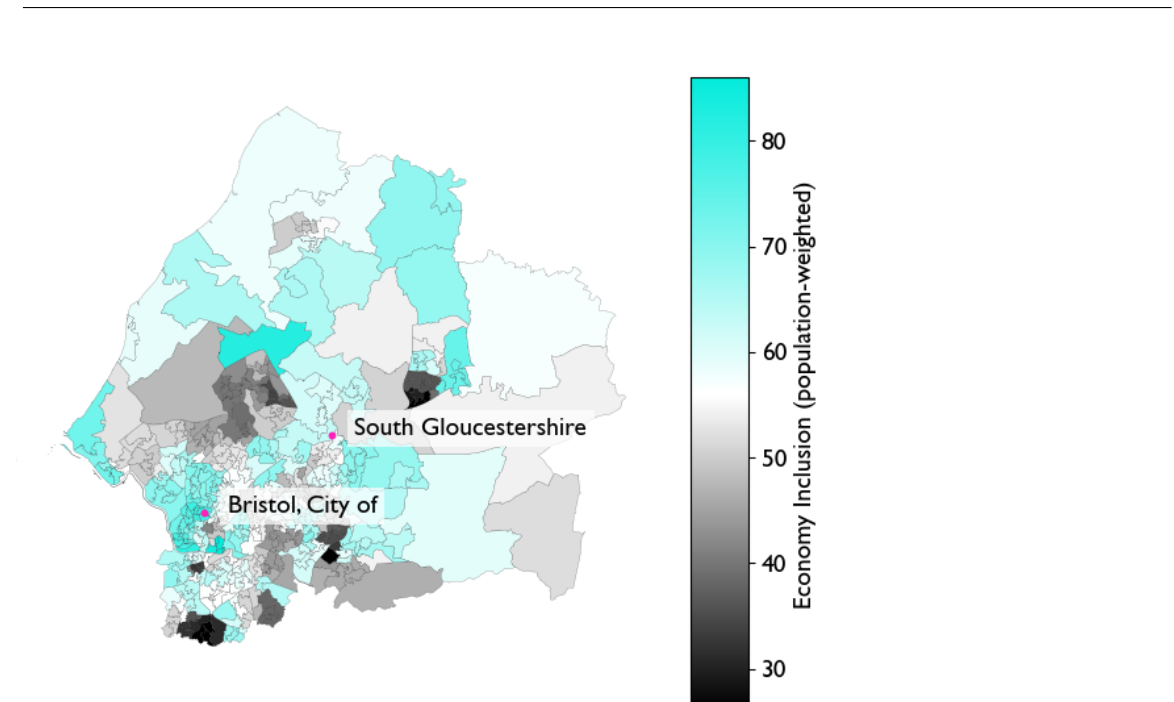 80
70
60
50
40
30
Economy Inclusion (population-weighted)
South Gloucestershire
Bristol, City of